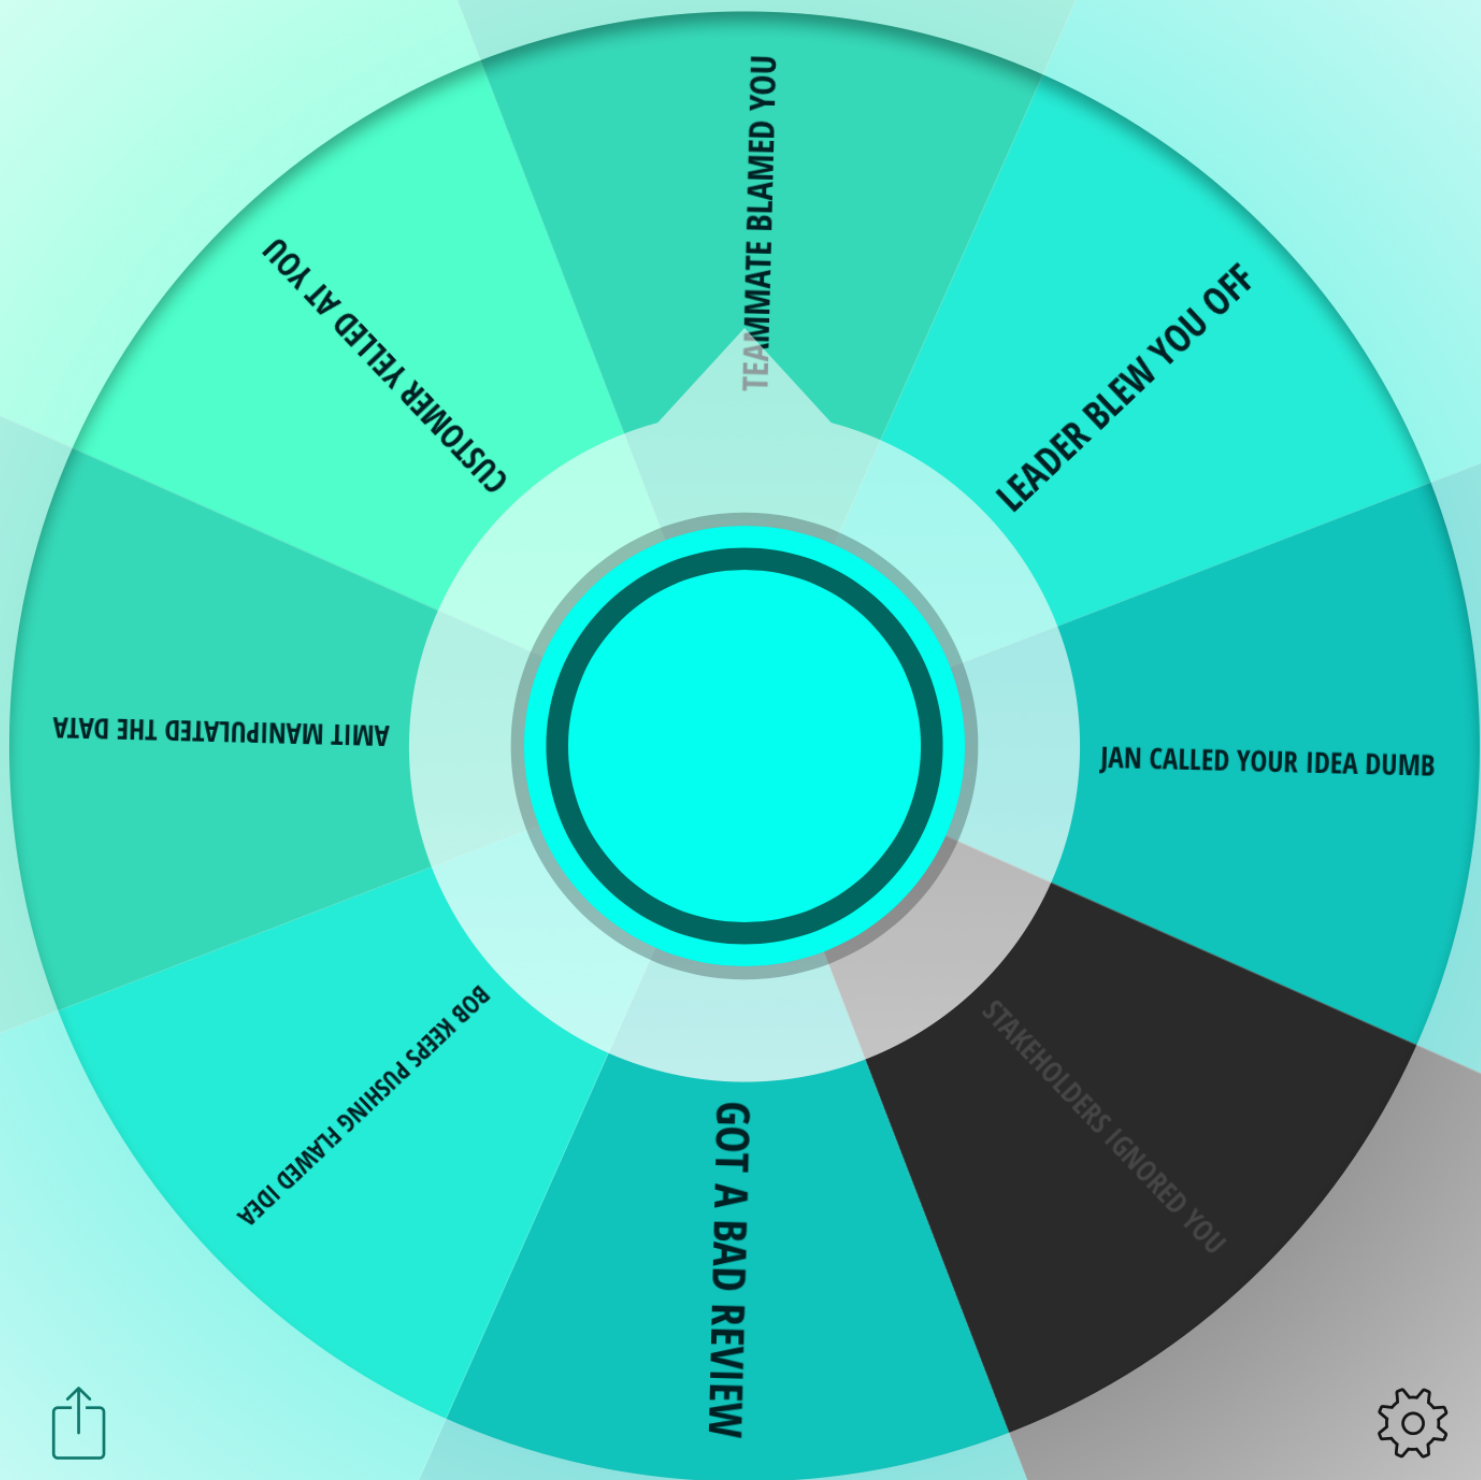 TEAMMATE BLAMED YOU
LEADER BLEW YOU OFF
JAN CALLED YOUR IDEA DUMB
STAKEHOLDERS IGNORED YOU
GOT A BAD REVIEW
BOB KEEPS PUSHING FLAWED IDEA
AMIT MANIPULATED THE DATA
CUSTOMER YELLED AT YOU